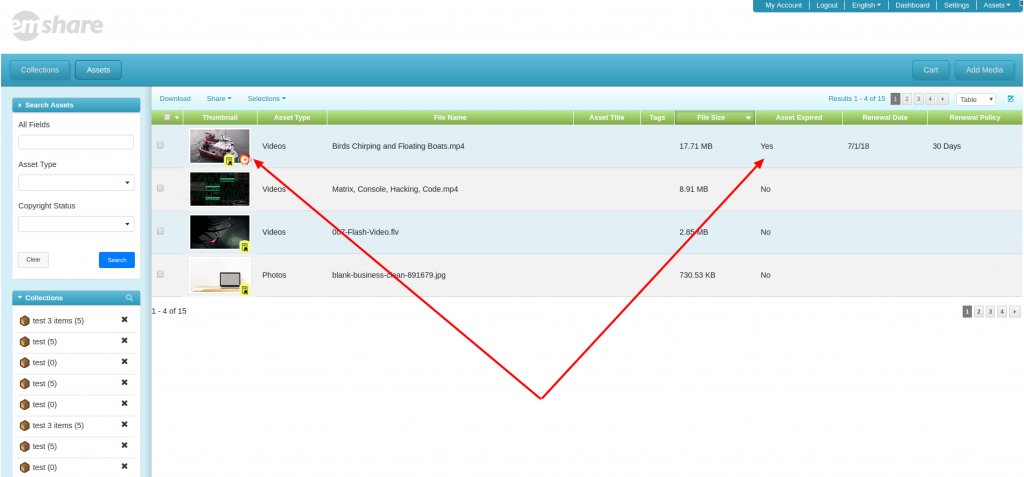 My Account Logout English Dashboard Settings Assets
emshare
Collections Assets Cart Add Media
Search Assets
All Fields
Asset Type
Copyright Status
Clear Search
Collections
test 3 items (5)
test (5)
test (0)
test (5)
test (0)
test 3 items (5)
test (5)
test (0)
Download Share Selections Results 1 - 4 of 15 1 2 3 4 Table
Thumbnail Asset Type File Name Asset Title Tags File Size Asset Expired Renewal Date Renewal Policy
Videos Birds Chirping and Floating Boats.mp4 17.71 MB Yes 7/1/18 30 Days
Videos Matrix, Console, Hacking, Code.mp4 8.91 MB No
Videos 007-Flash-Video.flv 2.85 MB No
Photos blank-business-clean-891679.jpg 730.53 KB No
1 - 4 of 15 1 2 3 4